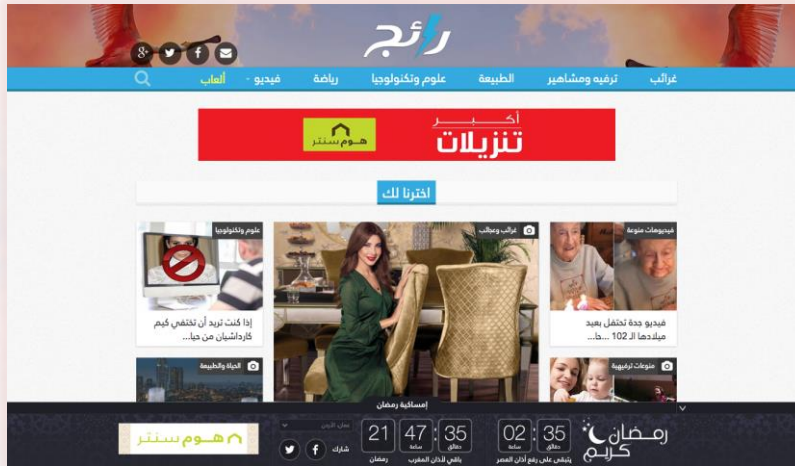 رائج
غرائب
ترفيه ومشاهير
الطبيعة
علوم وتكنولوجيا
رياضة
فيديو
ألعاب
أكبر
تنزيلات
هوم سنتر
اخترنا لك
فيديوهات منوعة
فيديو جدة تحتفل بعيد
ميلادها الـ 102 ...حا...
منوعات ترفيهية
غرائب وعجائب
علوم وتكنولوجيا
إذا كنت تريد أن تختفي كيم
كارداشيان من حيا...
الحياة والطبيعة
إمساكية رمضان
رمضان
كريم
02 : 35
ساعة دقائق
يتبقى على رفع أذان العصر
47 : 35
ساعة دقائق
باقي لأذان المغرب
21
رمضان
عمان، الأردن
شارك
هوم سنتر